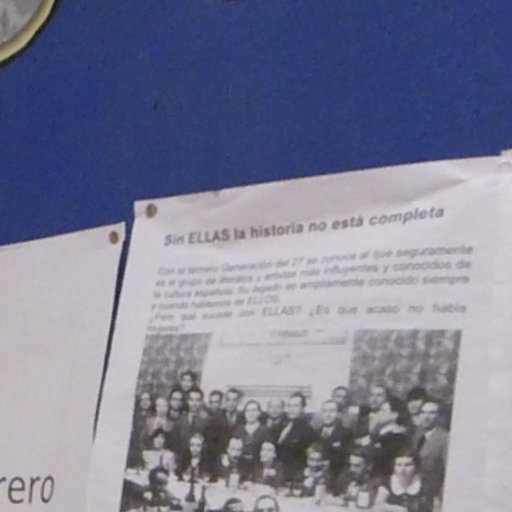 Sin ELLAS la historia no está completa
Con el término Generación del 27 se conoce al que seguramente
es el grupo de literatos y artistas más influyentes y conocidos de
la cultura española. Su legado es ampliamente conocido siempre
y cuando hablemos de ELLOS.
¿Pero qué sucede con ELLAS? ¿Es que acaso no había
mujeres?
rero